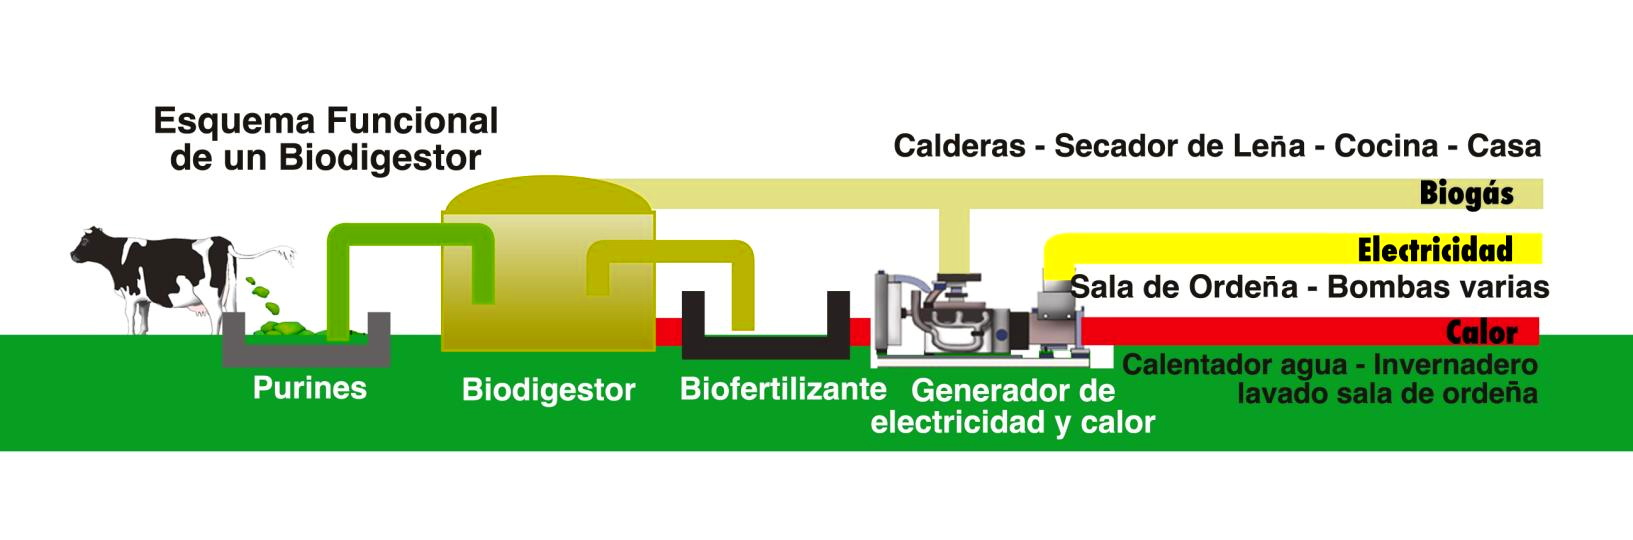 Esquema Funcional
de un Biodigestor
Calderas - Secador de Leña - Cocina - Casa
Biogás
Electricidad
Sala de Ordeña - Bombas varias
Calor
Calentador agua - Invernadero
lavado sala de ordeña
Purines
Biodigestor
Biofertilizante
Generador de
electricidad y calor